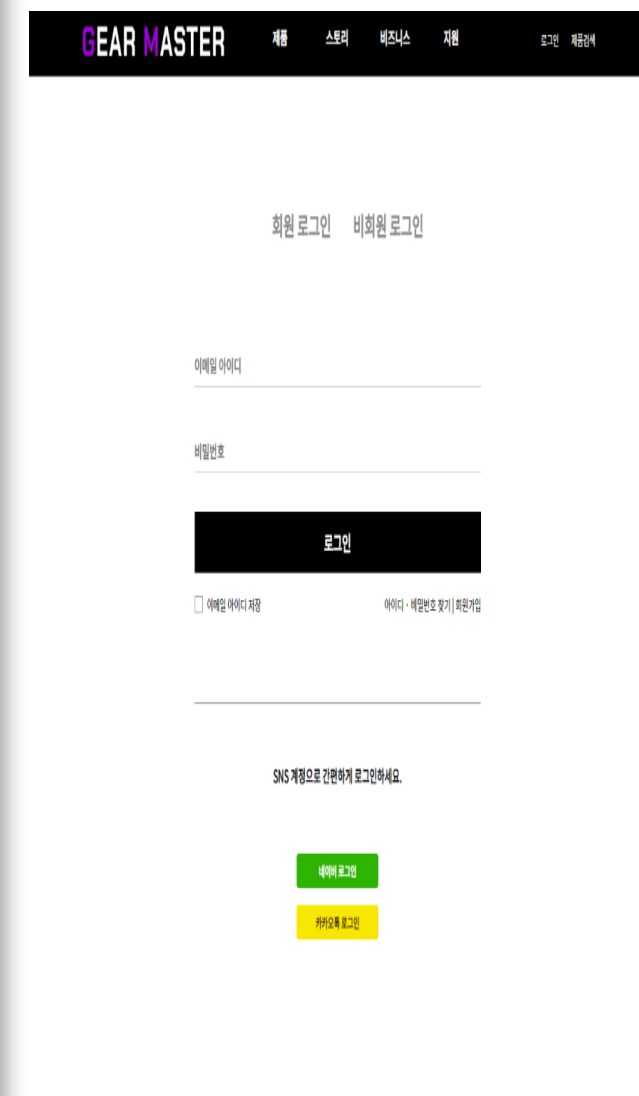 GEAR MASTER 제품 스토리 비즈니스 지원 로그인 제품검색
회원 로그인 비회원 로그인
이메일 아이디
비밀번호
로그인
이메일 아이디 저장 아이디 · 비밀번호 찾기 | 회원가입
SNS 계정으로 간편하게 로그인하세요.
네이버 로그인
카카오톡 로그인